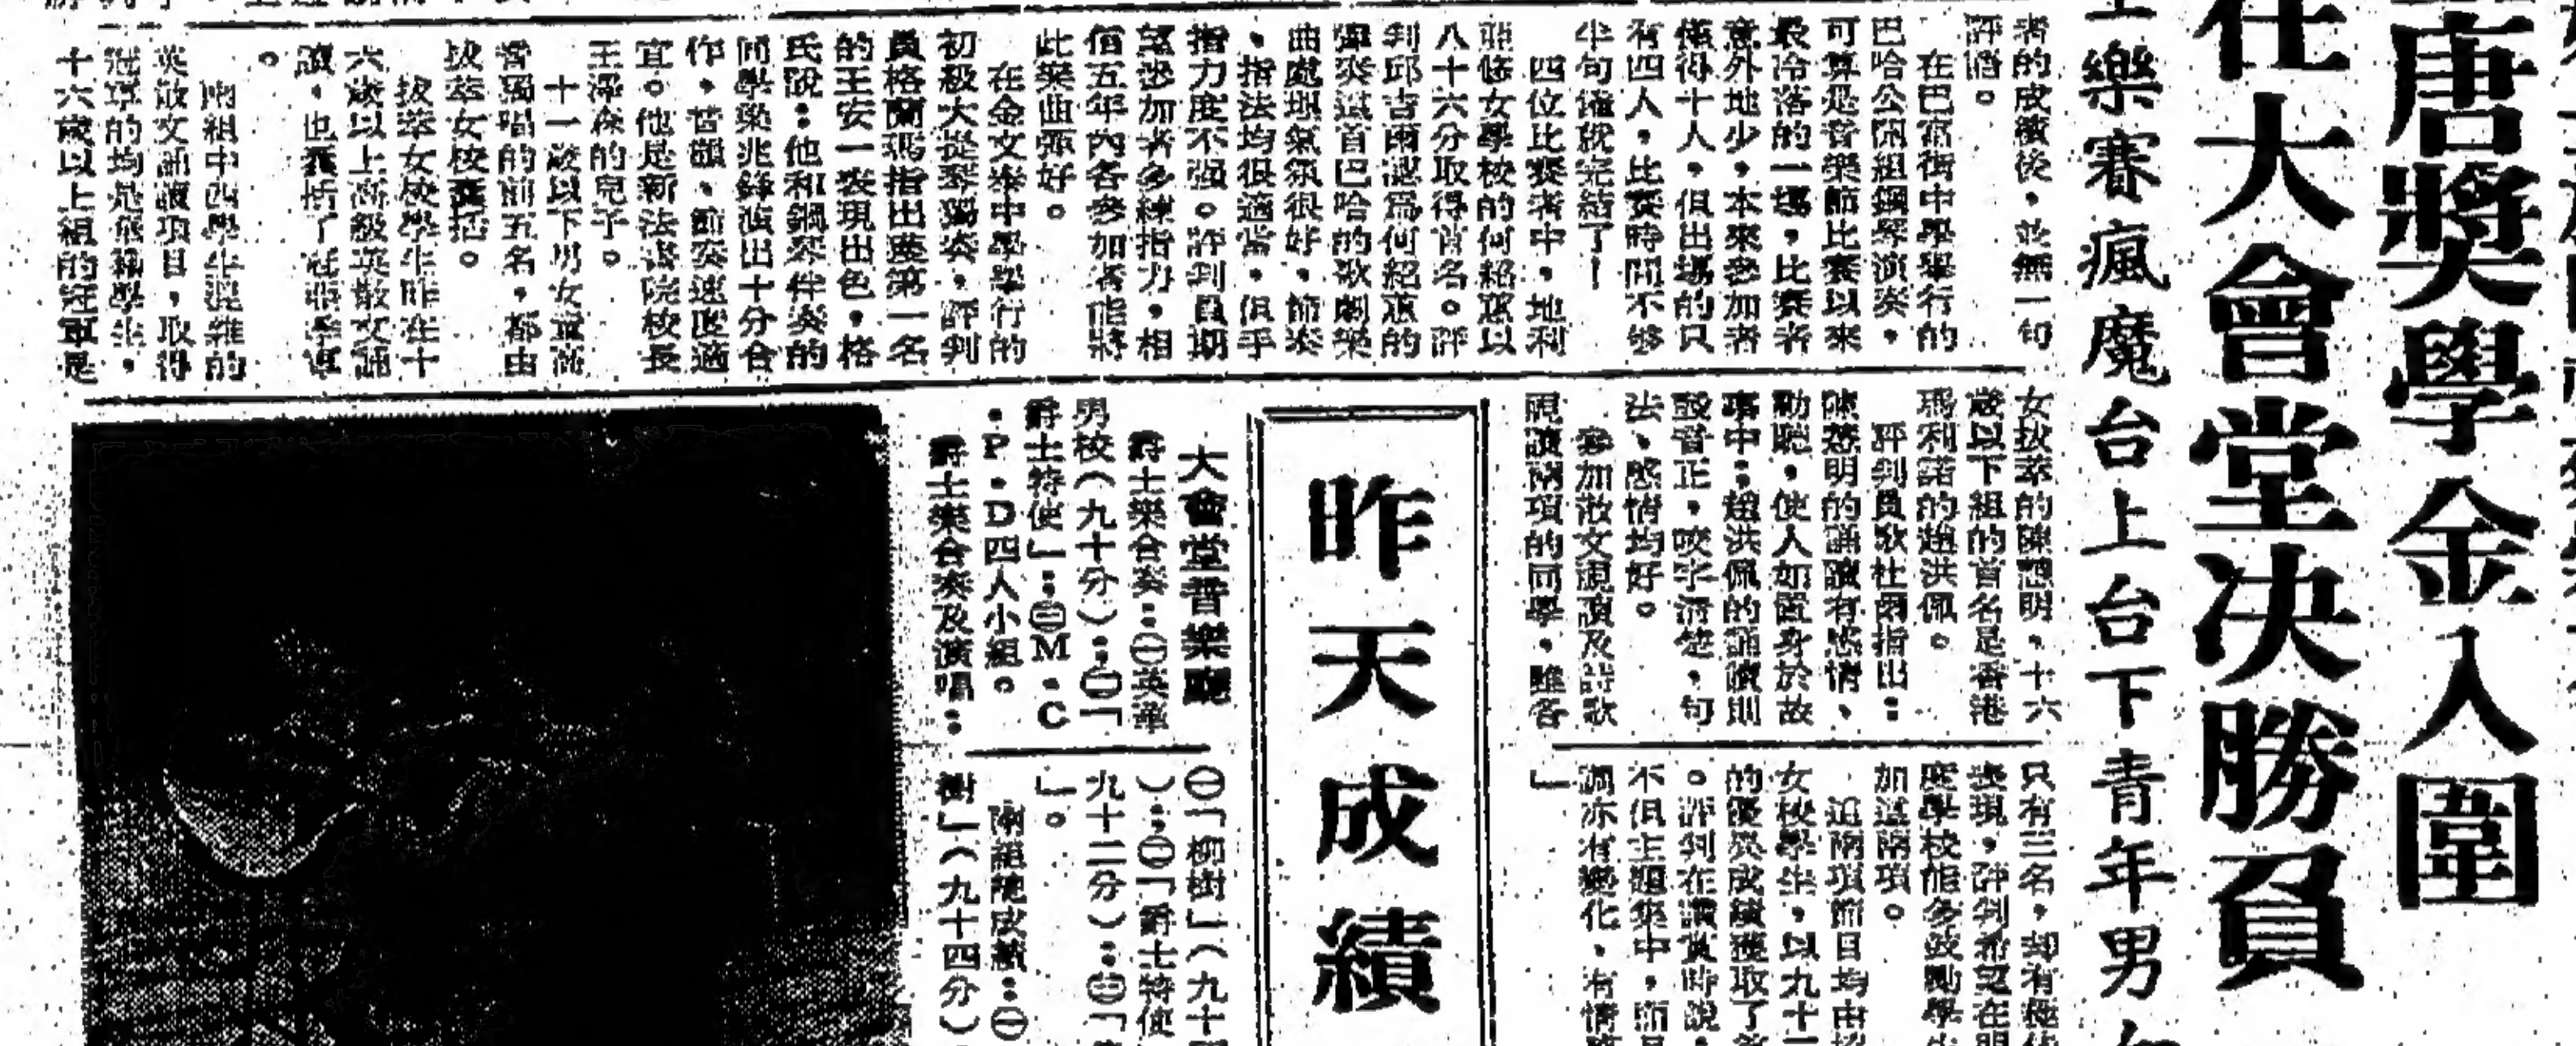 唐獎學金入圍
在大會堂決勝負
士樂賽瘋魔台上台下青年男女
者的成績後,並無一句
評語。
在巴富街中學舉行的
巴哈公開組鋼琴演奏,
可算是音樂節比賽以來
最冷落的一場,比賽者
意外地少,本來參加者
僅得十人,但出場的只
有四人,比賽時間不够
半句鐘就完結了!
四位比賽者中,地利
亞修女學校的何紹蕙以
八十六分取得首名。評
判邱吉爾認爲何紹蕙的
彈奏這首巴哈的歌劇樂
曲處理氣氛很好,節奏
,指法均很適當,但手
指力度不强。評判員期
望參加者多練指力,相
信五年內各參加者能將
此樂曲弄好。
在金文泰中學舉行的
初級大提琴獨奏,評判
員格蘭瑪指出獲第一名
的王安一表現出色,格
氏說:他和鋼琴伴奏的
同學樂兆鋒演出十分合
作,音韻、節奏速度適
宜。他是新法書院校長
王澤森的兒子。
十一歲以下男女童高
音獨唱的前五名,都由
拔萃女校囊括。
拔萃女校學生昨在十
六歲以上高級英散文誦
讀,也囊括了冠亞季軍
。
兩組中西學生混雜的
英散文誦讀項目,取得
冠軍的均是華籍學生,
十六歲以上組的冠軍是
女拔萃的陳慧明,十六
歲以下組的首名是香港
瑪利諾的趙洪佩。
評判員歌杜爾指出:
陳慧明的誦讀有感情、
動聽,使人如置身於故
事中;趙洪佩的誦讀則
發音正,咬字清楚,句
法、感情均好。
參加散文視讀及詩歌
視讀兩項的同學,雖各
只有三名,却有極佳
表現,評判希望在明
度學校能多鼓勵學生
加這兩項。
這兩項節目均由拔
女校學生,以九十一
的優異成績獲取了首
。評判在讀賞時說,
不但主題集中,而且
調亦有變化,有情
」
昨天成績
大會堂音樂廳
爵士樂合奏:㊀英華
男校(九十分);㊁「
爵士特使」;㊂M.C
.P.D四人小組。
爵士樂合奏及演唱:
㊀「柳樹」(九十
);㊁「爵士特使
九十二分);㊂「
」。
兩組總成績:㊀
樹」(九十四分)